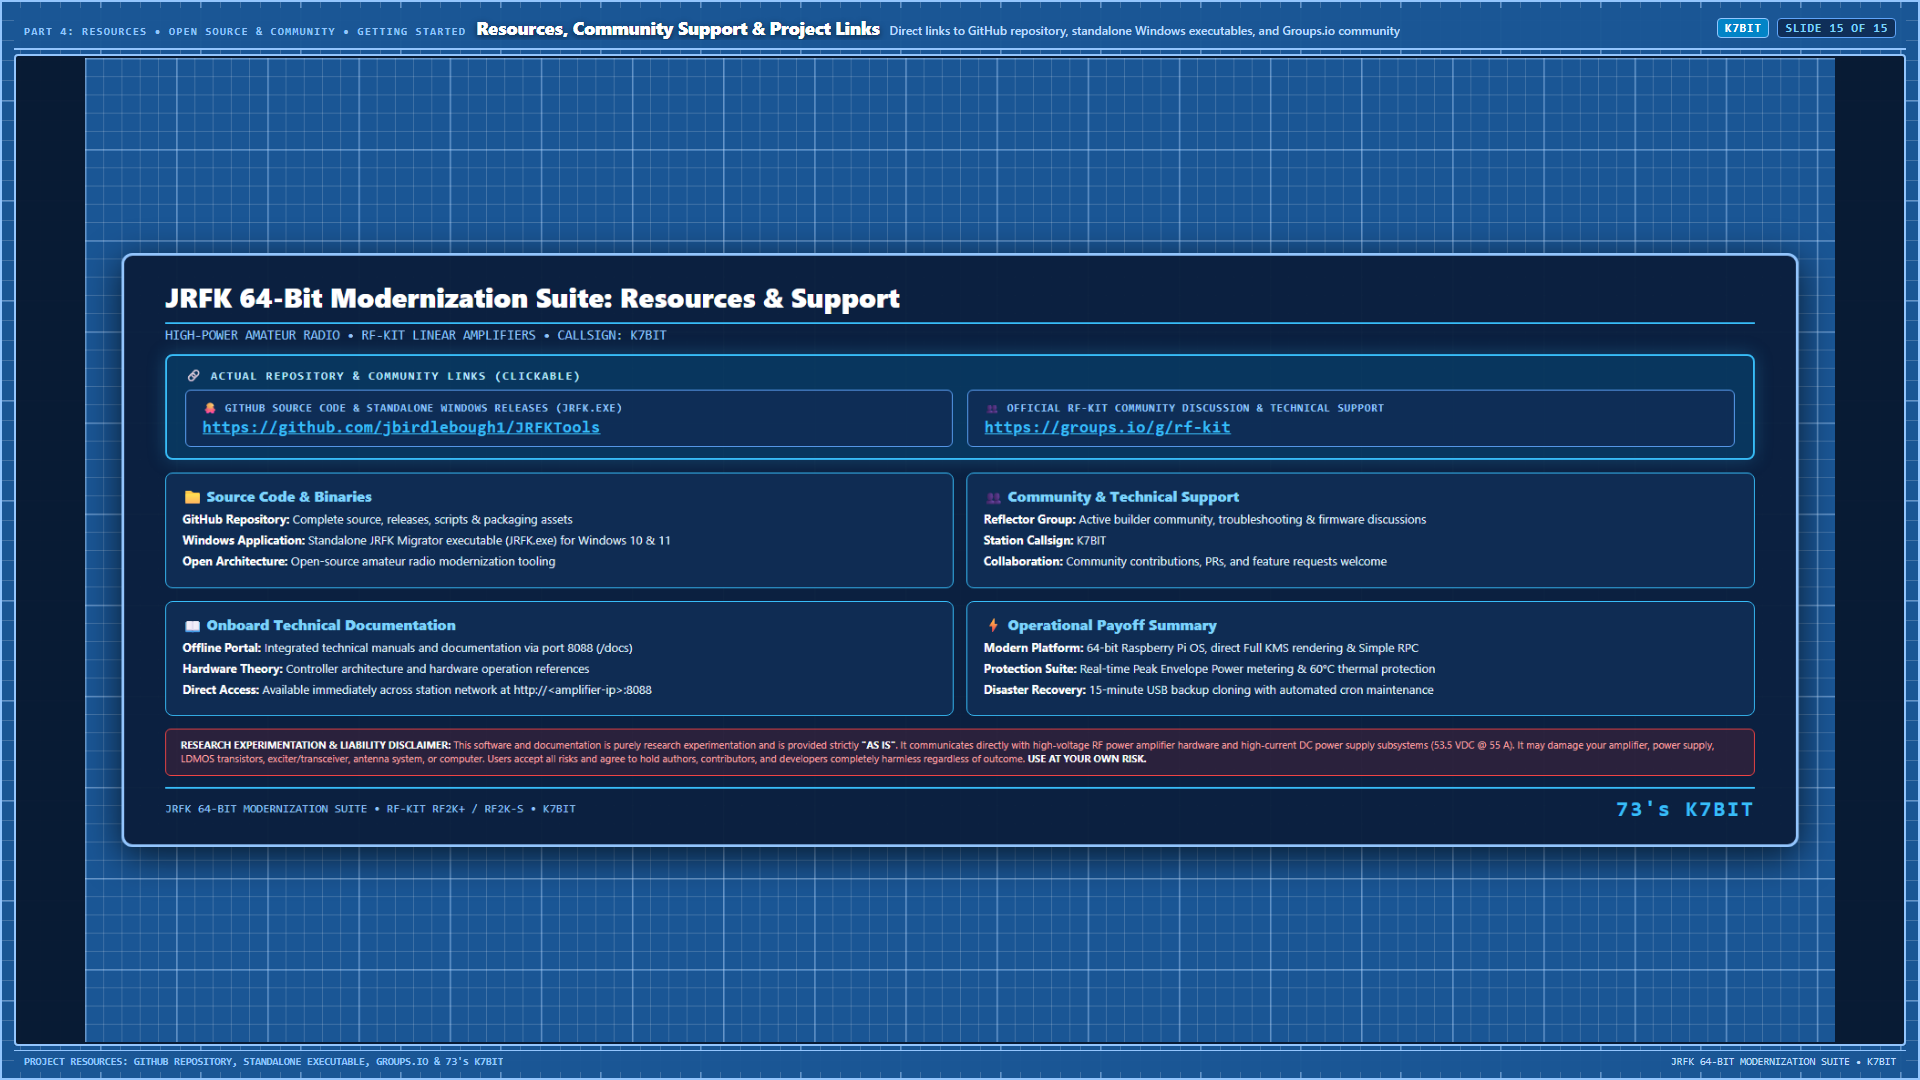 PART 4: RESOURCES • OPEN SOURCE & COMMUNITY • GETTING STARTED Resources, Community Support & Project Links Direct links to GitHub repository, standalone Windows executables, and Groups.io community K7BIT SLIDE 15 OF 15
JRFK 64-Bit Modernization Suite: Resources & Support
HIGH-POWER AMATEUR RADIO • RF-KIT LINEAR AMPLIFIERS • CALLSIGN: K7BIT
ACTUAL REPOSITORY & COMMUNITY LINKS (CLICKABLE)
GITHUB SOURCE CODE & STANDALONE WINDOWS RELEASES (JRFK.EXE)
https://github.com/jbirdlebough1/JRFKTools
OFFICIAL RF-KIT COMMUNITY DISCUSSION & TECHNICAL SUPPORT
https://groups.io/g/rf-kit
Source Code & Binaries
GitHub Repository: Complete source, releases, scripts & packaging assets
Windows Application: Standalone JRFK Migrator executable (JRFK.exe) for Windows 10 & 11
Open Architecture: Open-source amateur radio modernization tooling
Community & Technical Support
Reflector Group: Active builder community, troubleshooting & firmware discussions
Station Callsign: K7BIT
Collaboration: Community contributions, PRs, and feature requests welcome
Onboard Technical Documentation
Offline Portal: Integrated technical manuals and documentation via port 8088 (/docs)
Hardware Theory: Controller architecture and hardware operation references
Direct Access: Available immediately across station network at http://<amplifier-ip>:8088
Operational Payoff Summary
Modern Platform: 64-bit Raspberry Pi OS, direct Full KMS rendering & Simple RPC
Protection Suite: Real-time Peak Envelope Power metering & 60°C thermal protection
Disaster Recovery: 15-minute USB backup cloning with automated cron maintenance
RESEARCH EXPERIMENTATION & LIABILITY DISCLAIMER: This software and documentation is purely research experimentation and is provided strictly "AS IS". It communicates directly with high-voltage RF power amplifier hardware and high-current DC power supply subsystems (53.5 VDC @ 55 A). It may damage your amplifier, power supply,
LDMOS transistors, exciter/transceiver, antenna system, or computer. Users accept all risks and agree to hold authors, contributors, and developers completely harmless regardless of outcome. USE AT YOUR OWN RISK.
JRFK 64-BIT MODERNIZATION SUITE • RF-KIT RF2K+ / RF2K-S • K7BIT
73's K7BIT
PROJECT RESOURCES: GITHUB REPOSITORY, STANDALONE EXECUTABLE, GROUPS.IO & 73's K7BIT
JRFK 64-BIT MODERNIZATION SUITE • K7BIT